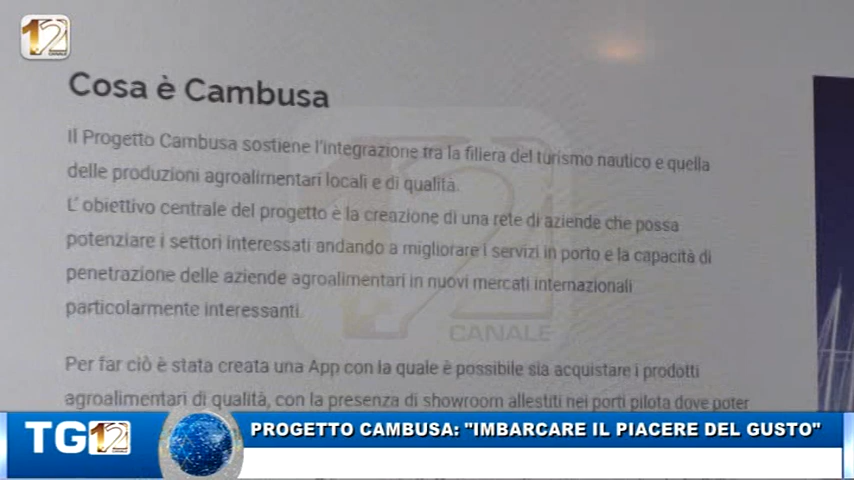 12
CANALE
Cosa è Cambusa
Il Progetto Cambusa sostiene l'integrazione tra la filiera del turismo nautico e quella
delle produzioni agroalimentari locali e di qualità.
L' obiettivo centrale del progetto è la creazione di una rete di aziende che possa
potenziare i settori interessati andando a migliorare i servizi in porto e la capacità di
penetrazione delle aziende agroalimentari in nuovi mercati internazionali
particolarmente interessanti.
12
CANALE
Per far ciò è stata creata una App con la quale è possibile sia acquistare i prodotti
agroalimentari di qualità, con la presenza di showroom allestiti nei porti pilota dove poter
TG12
CANALE
PROGETTO CAMBUSA: "IMBARCARE IL PIACERE DEL GUSTO"